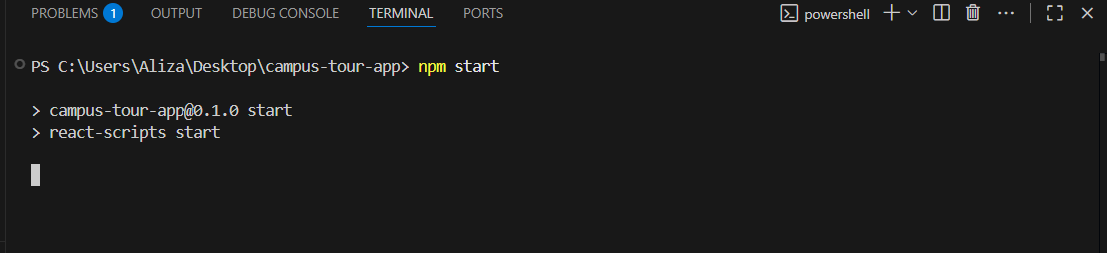 PROBLEMS 1 OUTPUT DEBUG CONSOLE TERMINAL PORTS powershell
PS C:\Users\Aliza\Desktop\campus-tour-app> npm start
> campus-tour-app@0.1.0 start
> react-scripts start